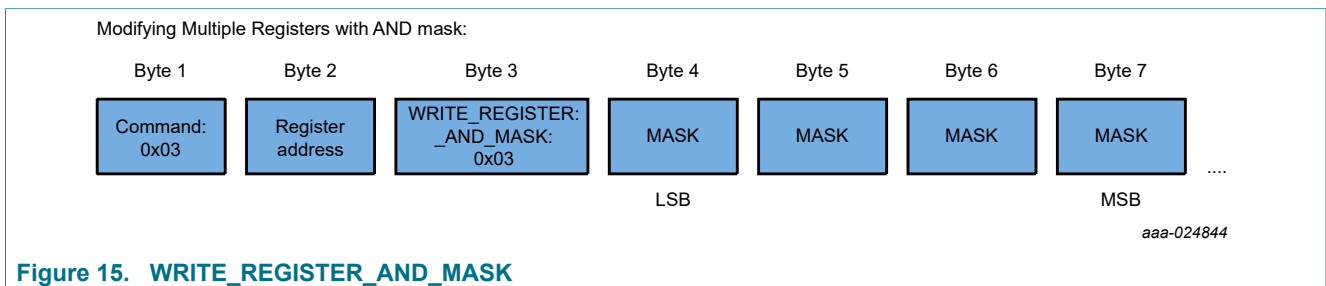 Modifying Multiple Registers with AND mask:
Byte 1 Byte 2 Byte 3 Byte 4 Byte 5 Byte 6 Byte 7
Command:
0x03
Register
address
WRITE_REGISTER:
_AND_MASK:
0x03
MASK
MASK
MASK
MASK
....
LSB MSB
aaa-024844
Figure 15. WRITE_REGISTER_AND_MASK